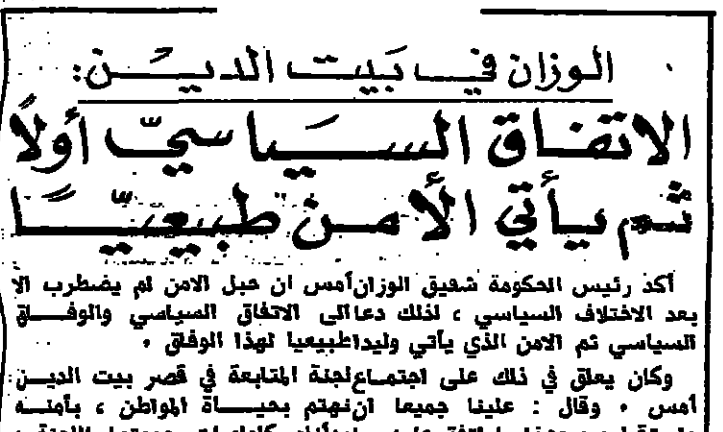 الوزان في بيت الدين:
الاتفاق السياسي أولاً
ثم يأتي الأمن طبيعيًا
أكد رئيس الحكومة شفيق الوزان أمس ان حبل الامن لم يضطرب الا
بعد الاختلاف السياسي ، لذلك دعا الى الاتفاق السياسي والوفاق
السياسي ثم الامن الذي يأتي وليدا طبيعيا لهذا الوفاق .
وكان يعلق في ذلك على اجتماع لجنة المتابعة في قصر بيت الدين
أمس . وقال : علينا جميعا ان نهتم بحياة المواطن ، بأمنه